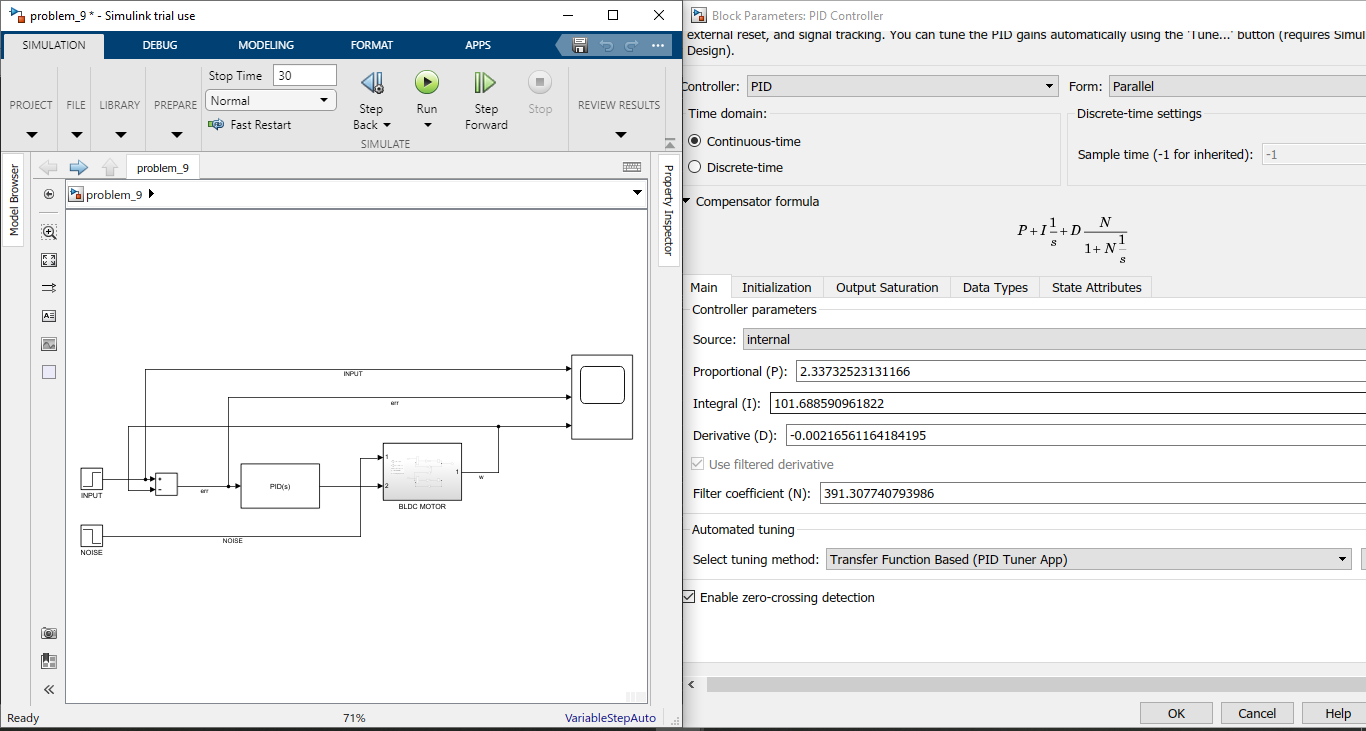 problem_9 * - Simulink trial use
SIMULATION DEBUG MODELING FORMAT APPS
PROJECT FILE LIBRARY PREPARE
Stop Time 30
Normal
Fast Restart
Step Back
Run
Step Forward
Stop
SIMULATE
REVIEW RESULTS
Model Browser
problem_9
problem_9
Property Inspector
INPUT
err
INPUT
+
-
err
PID(s)
1
2
1
BLDC MOTOR
w
NOISE
NOISE
Ready 71% VariableStepAuto
Block Parameters: PID Controller
external reset, and signal tracking. You can tune the PID gains automatically using the 'Tune...' button (requires Simul
Design).
Controller: PID Form: Parallel
Time domain:
Continuous-time
Discrete-time
Discrete-time settings
Sample time (-1 for inherited): -1
Compensator formula
P + I 1/s + D N/(1 + N 1/s)
Main Initialization Output Saturation Data Types State Attributes
Controller parameters
Source: internal
Proportional (P): 2.33732523131166
Integral (I): 101.688590961822
Derivative (D): -0.00216561164184195
Use filtered derivative
Filter coefficient (N): 391.307740793986
Automated tuning
Select tuning method: Transfer Function Based (PID Tuner App)
Enable zero-crossing detection
OK Cancel Help